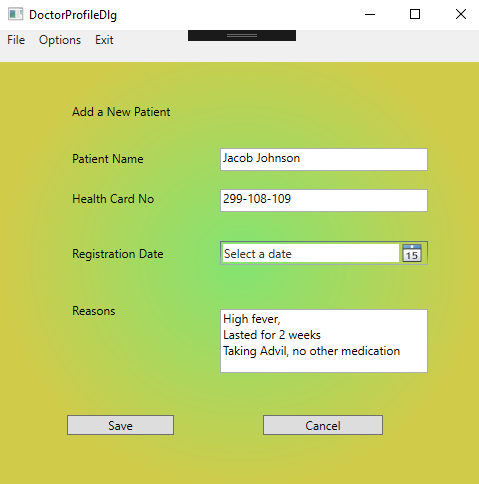 DoctorProfileDlg
File Options Exit
Add a New Patient
Patient Name Jacob Johnson
Health Card No 299-108-109
Registration Date Select a date 15
Reasons
High fever,
Lasted for 2 weeks
Taking Advil, no other medication
Save Cancel